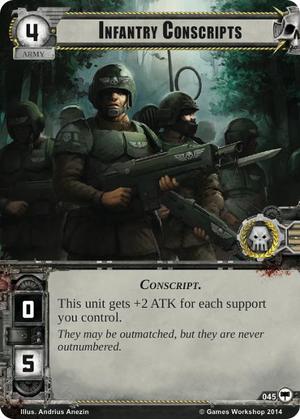 4
INFANTRY CONSCRIPTS
ARMY
CONSCRIPT.
This unit gets +2 ATK for each support
you control.
They may be outmatched, but they are never
outnumbered.
0
5
045
Illus. Andrius Anezin
© Games Workshop 2014